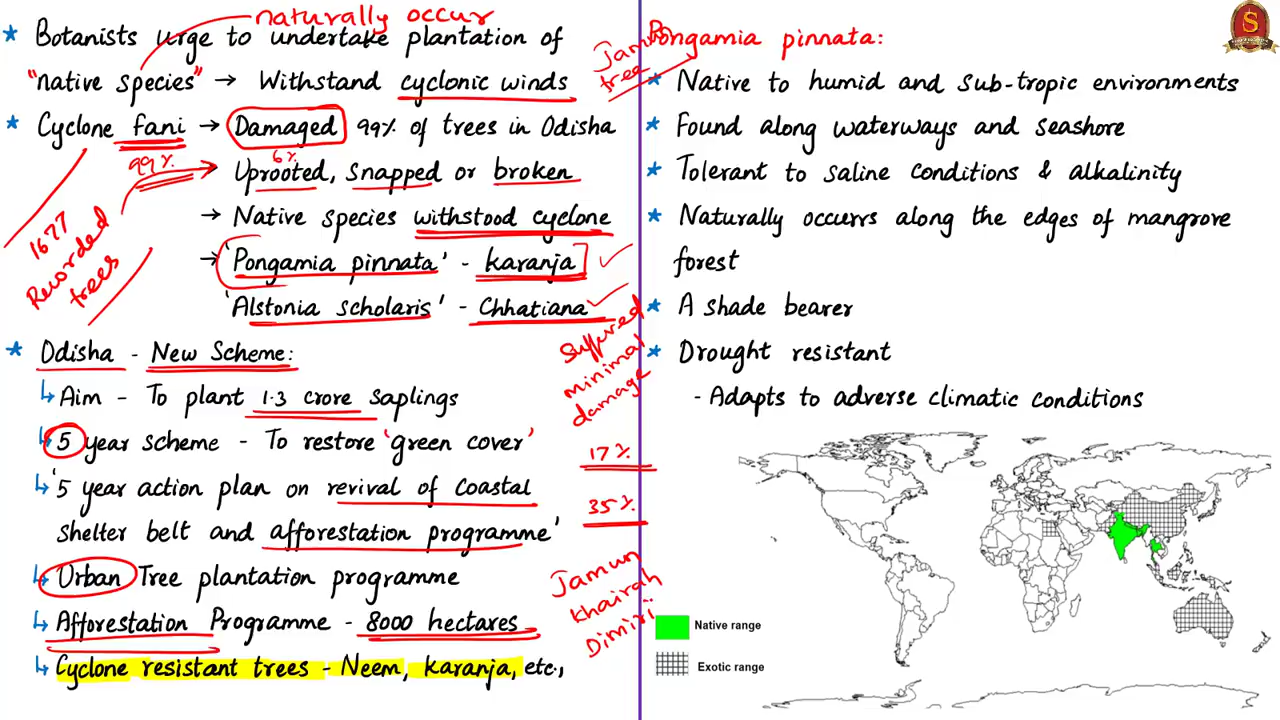 naturally occur
* Botanists urge to undertake plantation of
"native species" → Withstand cyclonic winds
* Cyclone fani → Damaged 99% of trees in Odisha
99%
6%
Uprooted, snapped or broken
→ Native species withstood cyclone
1677
Recorded
trees
→ 'Pongamia pinnata' - karanja
'Alstonia scholaris' - Chhatiana
Suffured
minimal
damage
17%
35%
* Odisha - New Scheme:
↳ Aim - To plant 1.3 crore saplings
↳ 5 year scheme - To restore 'green cover'
↳ '5 year action plan on revival of coastal
shelter belt and afforestation programme'
↳ Urban Tree plantation programme
↳ Afforestation Programme - 8000 hectares
↳ Cyclone resistant trees - Neem, karanja, etc.,
Jamun
khairah
Dimiri
Jamun
tree
Pongamia pinnata:
* Native to humid and sub-tropic environments
* Found along waterways and seashore
* Tolerant to saline conditions & alkalinity
* Naturally occurrs along the edges of mangrove
forest
* A shade bearer
* Drought resistant
- Adapts to adverse climatic conditions
Native range
Exotic range
S